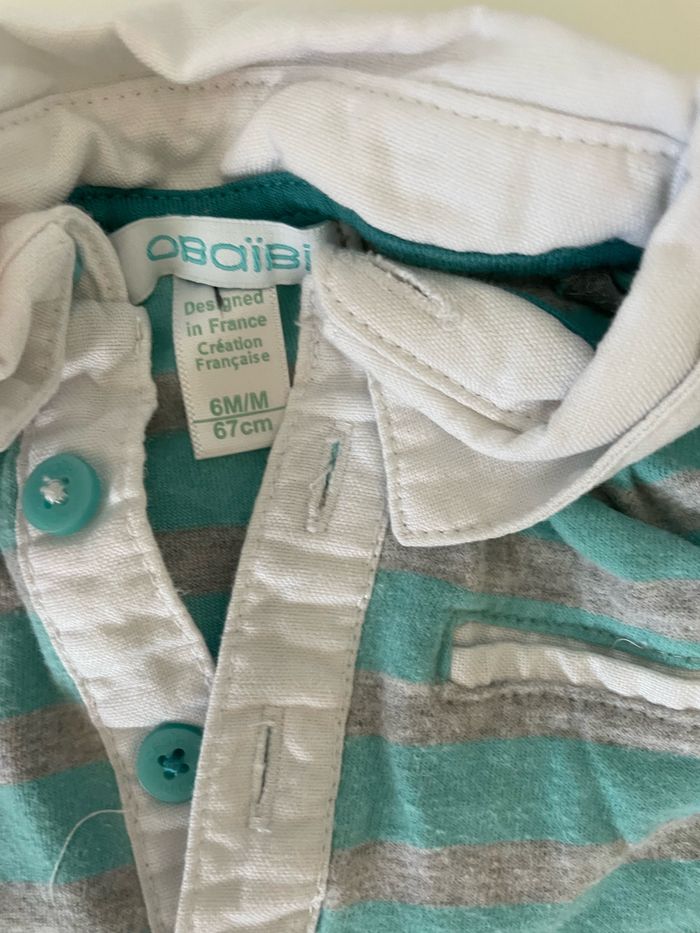 OBaïBi
Designed
in France
Création
Française
6M/M
67cm